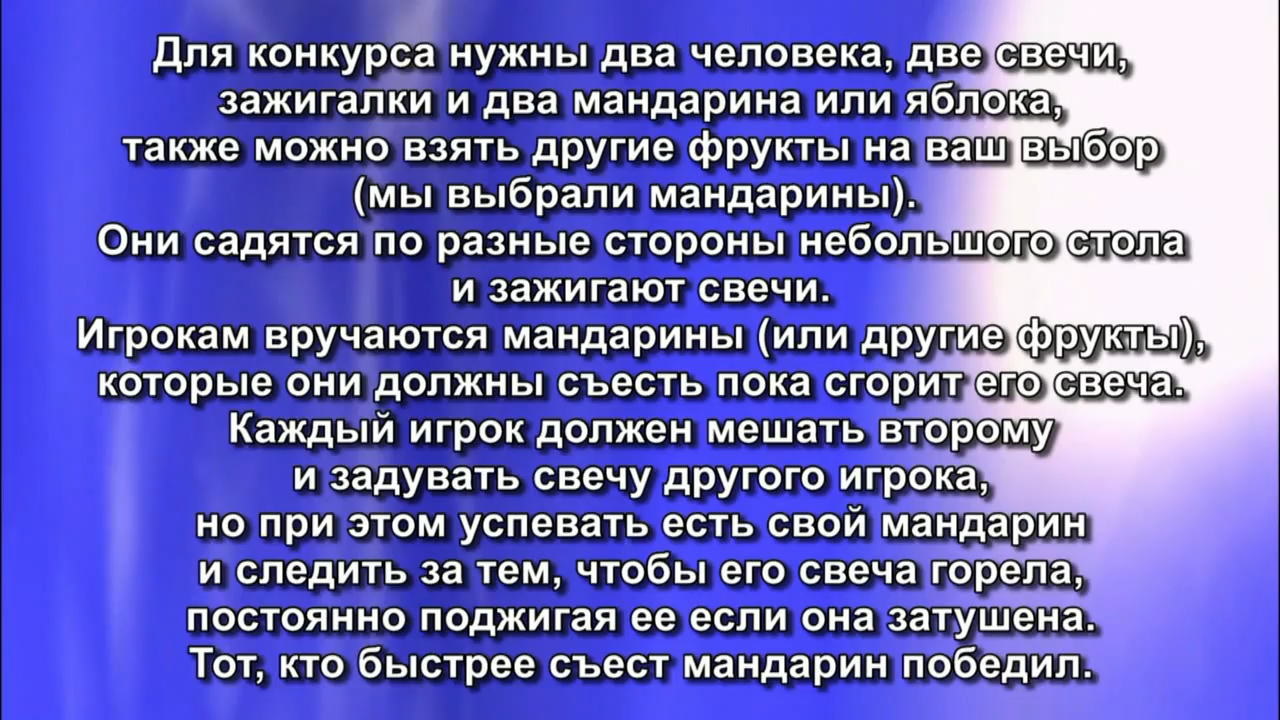 Для конкурса нужны два человека, две свечи,
зажигалки и два мандарина или яблока,
также можно взять другие фрукты на ваш выбор
(мы выбрали мандарины).
Они садятся по разные стороны небольшого стола
и зажигают свечи.
Игрокам вручаются мандарины (или другие фрукты),
которые они должны съесть пока сгорит его свеча.
Каждый игрок должен мешать второму
и задувать свечу другого игрока,
но при этом успевать есть свой мандарин
и следить за тем, чтобы его свеча горела,
постоянно поджигая ее если она затушена.
Тот, кто быстрее съест мандарин победил.